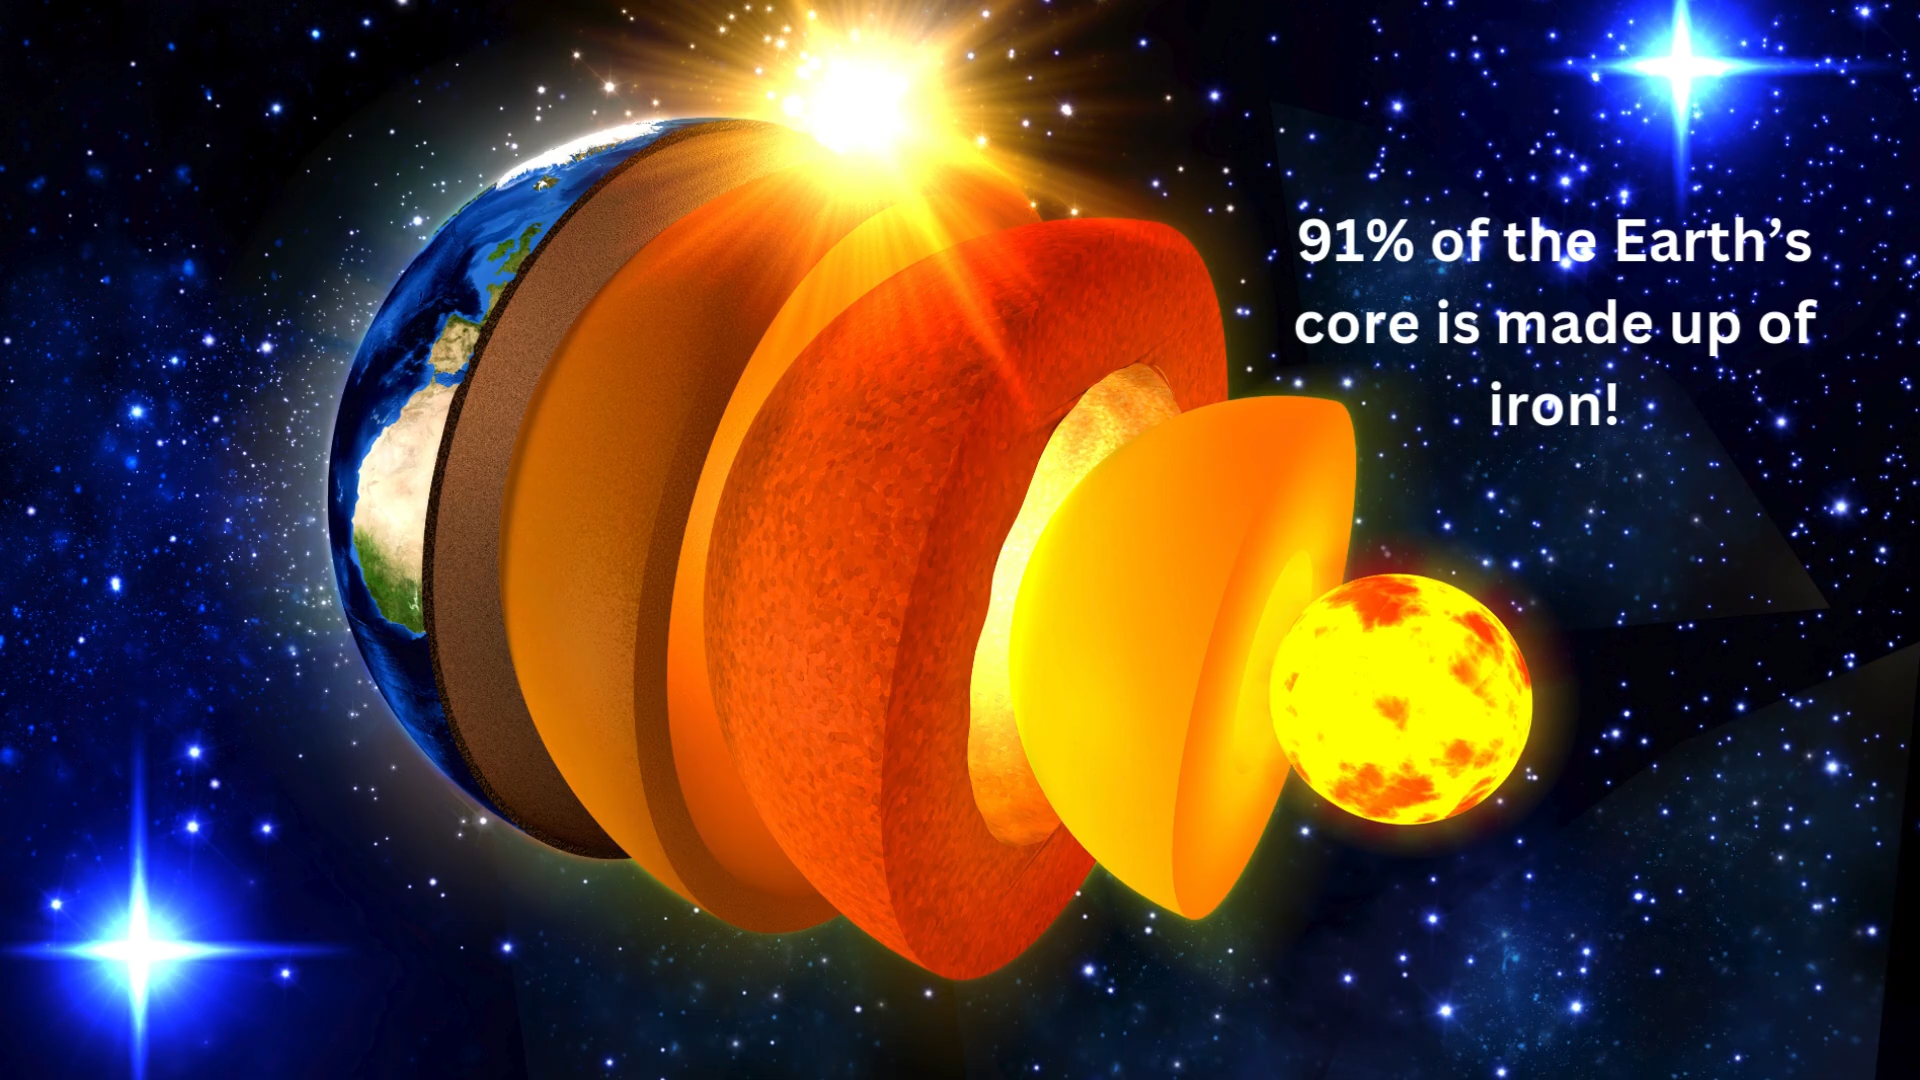 91% of the Earth’s
core is made up of
iron!